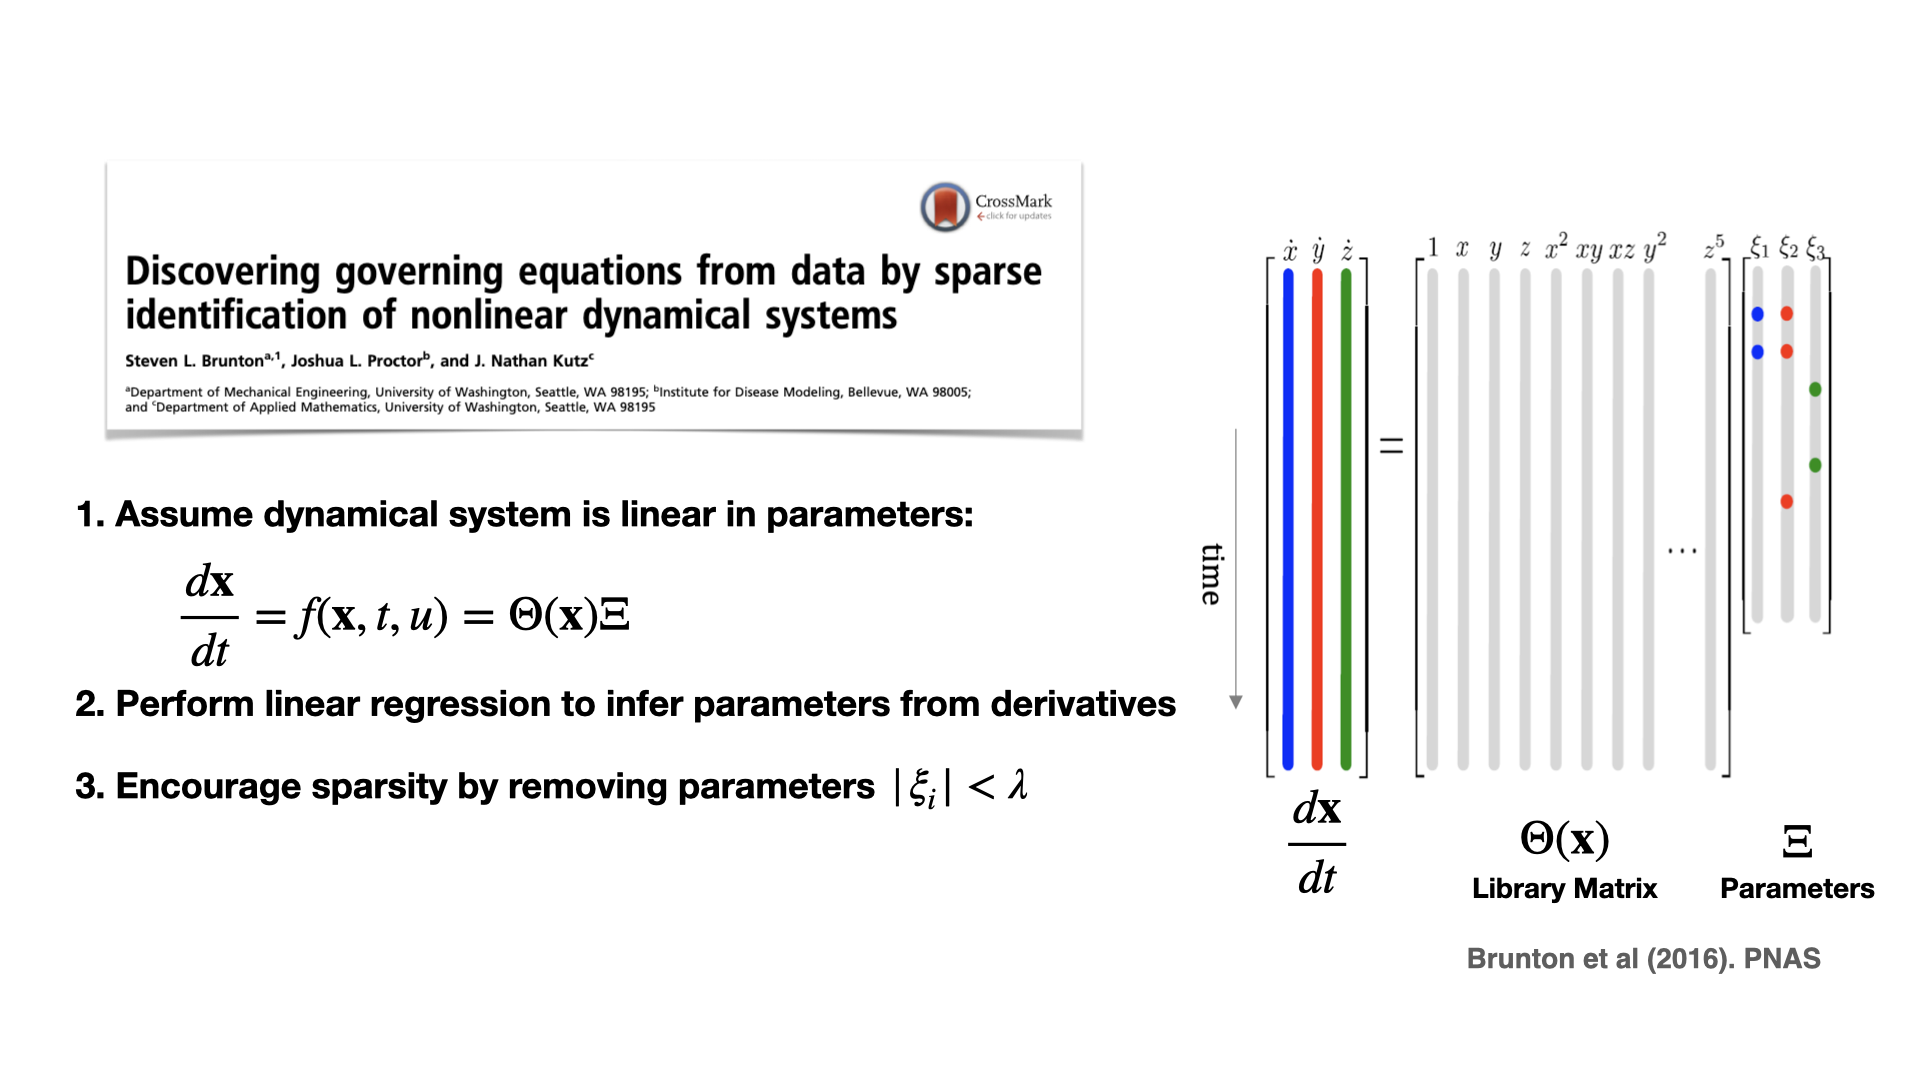 CrossMark
click for updates
Discovering governing equations from data by sparse
identification of nonlinear dynamical systems
Steven L. Brunton^a,1, Joshua L. Proctor^b, and J. Nathan Kutz^c
^aDepartment of Mechanical Engineering, University of Washington, Seattle, WA 98195; ^bInstitute for Disease Modeling, Bellevue, WA 98005;
and ^cDepartment of Applied Mathematics, University of Washington, Seattle, WA 98195
1. Assume dynamical system is linear in parameters:
dx/dt = f(x, t, u) = Θ(x)Ξ
2. Perform linear regression to infer parameters from derivatives
3. Encourage sparsity by removing parameters |ξᵢ| < λ
ẋ ẏ ż = 1 x y z x² xy xz y² … z⁵ ξ₁ ξ₂ ξ₃
time
dx/dt
Θ(x)
Library Matrix
Ξ
Parameters
Brunton et al (2016). PNAS